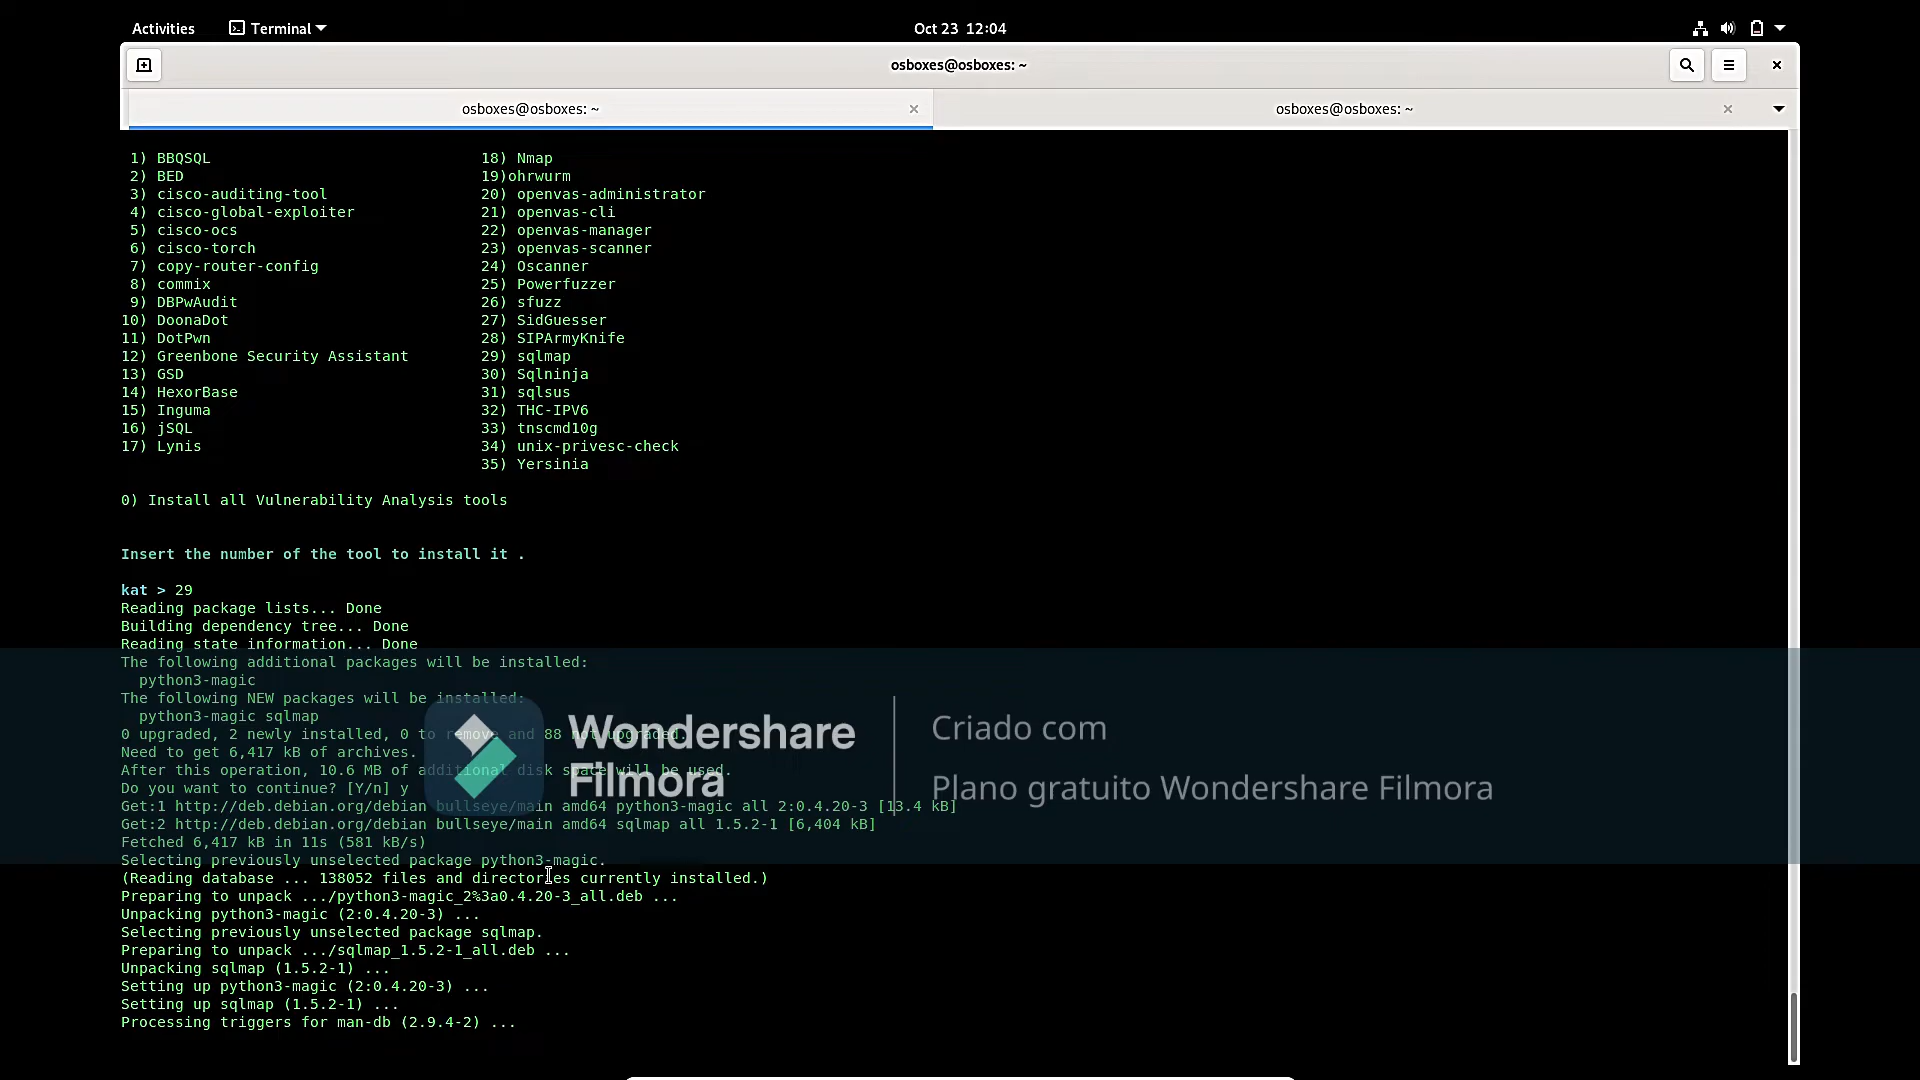 Activities
Terminal
Oct 23 12:04
osboxes@osboxes: ~
osboxes@osboxes: ~
osboxes@osboxes: ~
1) BBQSQL 18) Nmap
2) BED 19)ohrwurm
3) cisco-auditing-tool 20) openvas-administrator
4) cisco-global-exploiter 21) openvas-cli
5) cisco-ocs 22) openvas-manager
6) cisco-torch 23) openvas-scanner
7) copy-router-config 24) Oscanner
8) commix 25) Powerfuzzer
9) DBPwAudit 26) sfuzz
10) DoonaDot 27) SidGuesser
11) DotPwn 28) SIPArmyKnife
12) Greenbone Security Assistant 29) sqlmap
13) GSD 30) Sqlninja
14) HexorBase 31) sqlsus
15) Inguma 32) THC-IPV6
16) jSQL 33) tnscmd10g
17) Lynis 34) unix-privesc-check
35) Yersinia
0) Install all Vulnerability Analysis tools
Insert the number of the tool to install it .
kat > 29
Reading package lists... Done
Building dependency tree... Done
Reading state information... Done
The following additional packages will be installed:
python3-magic
The following NEW packages will be installed:
python3-magic sqlmap
0 upgraded, 2 newly installed, 0 to remove and 88 not upgraded.
Need to get 6,417 kB of archives.
After this operation, 10.6 MB of additional disk space will be used.
Do you want to continue? [Y/n] y
Get:1 http://deb.debian.org/debian bullseye/main amd64 python3-magic all 2:0.4.20-3 [13.4 kB]
Get:2 http://deb.debian.org/debian bullseye/main amd64 sqlmap all 1.5.2-1 [6,404 kB]
Fetched 6,417 kB in 11s (581 kB/s)
Selecting previously unselected package python3-magic.
(Reading database ... 138052 files and directories currently installed.)
Preparing to unpack .../python3-magic_2%3a0.4.20-3_all.deb ...
Unpacking python3-magic (2:0.4.20-3) ...
Selecting previously unselected package sqlmap.
Preparing to unpack .../sqlmap_1.5.2-1_all.deb ...
Unpacking sqlmap (1.5.2-1) ...
Setting up python3-magic (2:0.4.20-3) ...
Setting up sqlmap (1.5.2-1) ...
Processing triggers for man-db (2.9.4-2) ...
Wondershare
Filmora
Criado com
Plano gratuito Wondershare Filmora